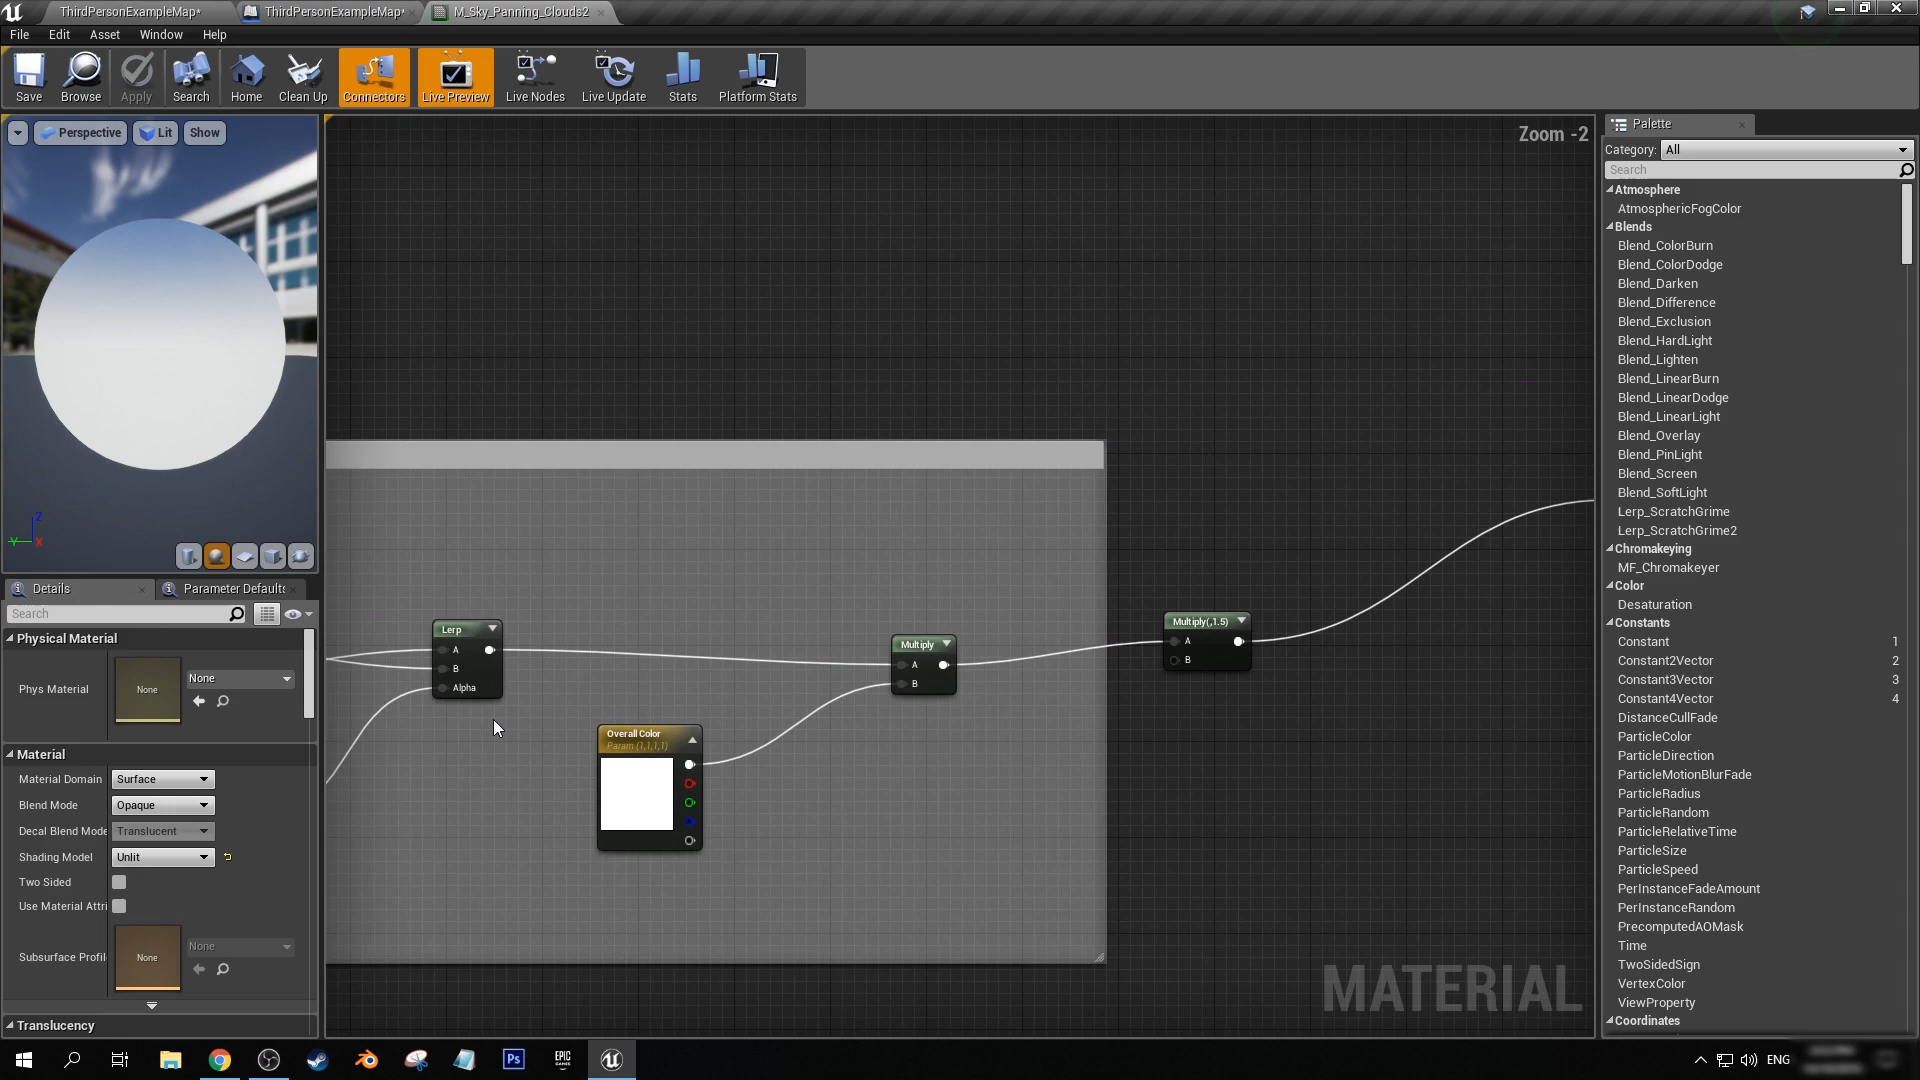 ThirdPersonExampleMap*
ThirdPersonExampleMap*
M_Sky_Panning_Clouds2
File Edit Asset Window Help
Save
Browse
Apply
Search
Home
Clean Up
Connectors
Live Preview
Live Nodes
Live Update
Stats
Platform Stats
Perspective
Lit
Show
Z
Y
X
Details
Parameter Defaults
Search
Physical Material
Phys Material
None
None
Material
Material Domain
Surface
Blend Mode
Opaque
Decal Blend Mode
Translucent
Shading Model
Unlit
Two Sided
Use Material Attri
Subsurface Profil
None
None
Translucency
Zoom -2
Lerp
A
B
Alpha
Overall Color
Param (1,1,1,1)
Multiply
A
B
Multiply(,1.5)
A
B
MATERIAL
Palette
Category: All
Search
Atmosphere
AtmosphericFogColor
Blends
Blend_ColorBurn
Blend_ColorDodge
Blend_Darken
Blend_Difference
Blend_Exclusion
Blend_HardLight
Blend_Lighten
Blend_LinearBurn
Blend_LinearDodge
Blend_LinearLight
Blend_Overlay
Blend_PinLight
Blend_Screen
Blend_SoftLight
Lerp_ScratchGrime
Lerp_ScratchGrime2
Chromakeying
MF_Chromakeyer
Color
Desaturation
Constants
Constant 1
Constant2Vector 2
Constant3Vector 3
Constant4Vector 4
DistanceCullFade
ParticleColor
ParticleDirection
ParticleMotionBlurFade
ParticleRadius
ParticleRandom
ParticleRelativeTime
ParticleSize
ParticleSpeed
PerInstanceFadeAmount
PerInstanceRandom
PrecomputedAOMask
Time
TwoSidedSign
VertexColor
ViewProperty
Coordinates
Ps
EPIC
GAMES
ENG